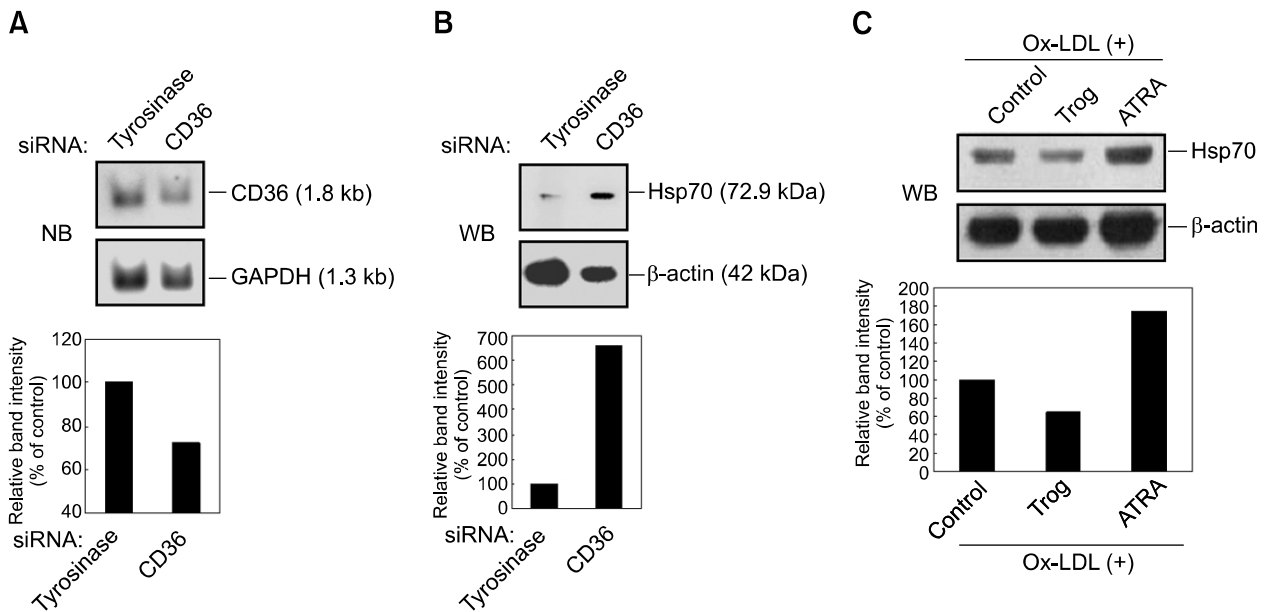 A
siRNA:
Tyrosinase
CD36
NB
CD36 (1.8 kb)
GAPDH (1.3 kb)
Relative band intensity
(% of control)
120
100
80
60
40
siRNA:
Tyrosinase
CD36
B
siRNA:
Tyrosinase
CD36
WB
Hsp70 (72.9 kDa)
β-actin (42 kDa)
Relative band intensity
(% of control)
700
600
500
400
300
200
100
0
siRNA:
Tyrosinase
CD36
C
Ox-LDL (+)
Control
Trog
ATRA
WB
Hsp70
β-actin
Relative band intensity
(% of control)
200
180
160
140
120
100
80
60
40
20
0
Control
Trog
ATRA
Ox-LDL (+)